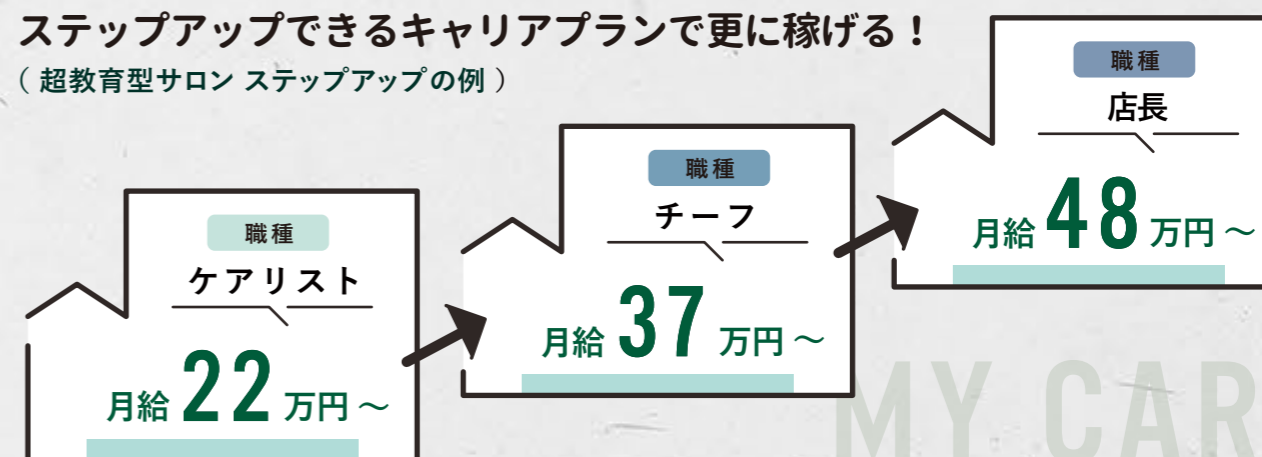 ステップアップできるキャリアプランで更に稼げる！
（ 超教育型サロン ステップアップの例 ）
職種
ケアリスト
月給 22 万円 ～
職種
チーフ
月給 37 万円 ～
職種
店長
月給 48 万円 ～
MY CAR